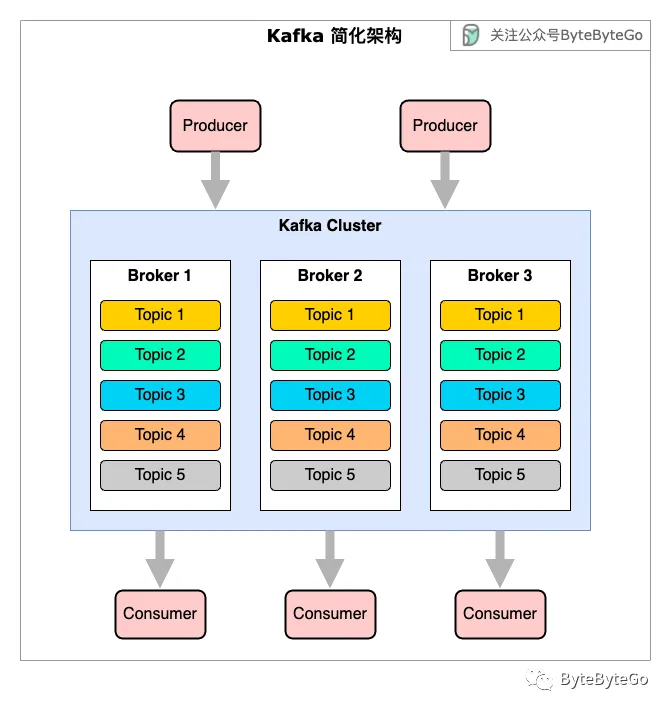 Kafka 简化架构
关注公众号ByteByteGo
Producer
Producer
Kafka Cluster
Broker 1
Topic 1
Topic 2
Topic 3
Topic 4
Topic 5
Broker 2
Topic 1
Topic 2
Topic 3
Topic 4
Topic 5
Broker 3
Topic 1
Topic 2
Topic 3
Topic 4
Topic 5
Consumer
Consumer
Consumer
ByteByteGo